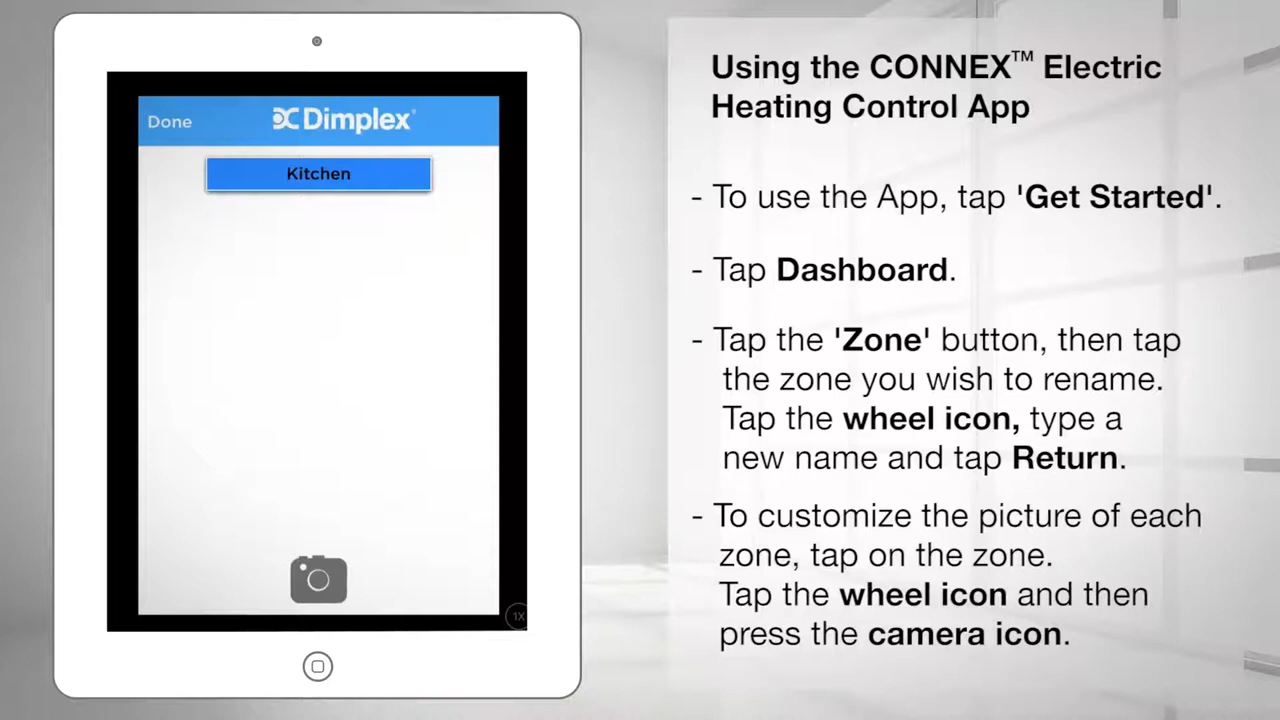 Done
Dimplex
Kitchen
1X
Using the CONNEX™ Electric
Heating Control App
- To use the App, tap 'Get Started'.
- Tap Dashboard.
- Tap the 'Zone' button, then tap
the zone you wish to rename.
Tap the wheel icon, type a
new name and tap Return.
- To customize the picture of each
zone, tap on the zone.
Tap the wheel icon and then
press the camera icon.